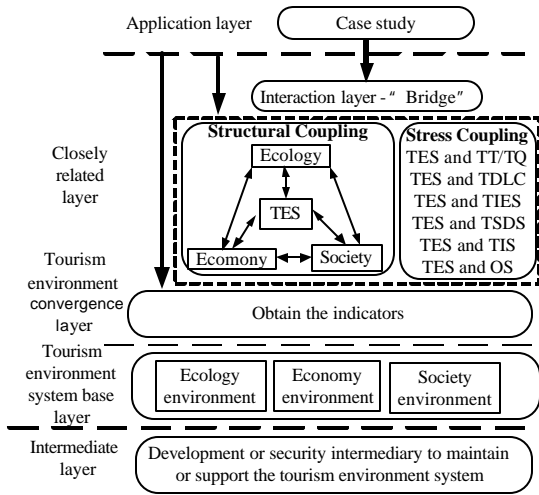 Application layer
Case study
Interaction layer -“ Bridge”
Closely
related
layer
Structural Coupling
Ecology
TES
Ecomony
Society
Stress Coupling
TES and TT/TQ
TES and TDLC
TES and TIES
TES and TSDS
TES and TIS
TES and OS
Tourism
environment
convergence
layer
Obtain the indicators
Tourism
environment
system base
layer
Ecology
environment
Economy
environment
Society
environment
Intermediate
layer
Development or security intermediary to maintain
or support the tourism environment system